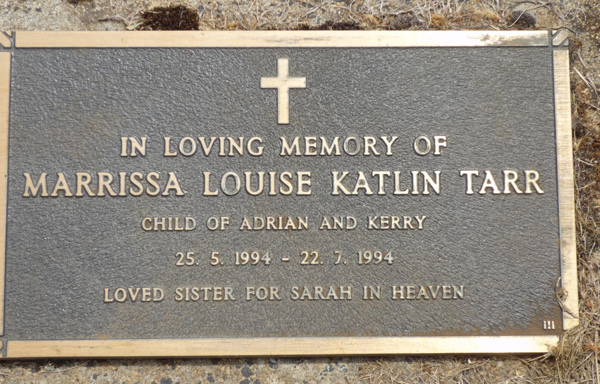 IN LOVING MEMORY OF
MARRISSA LOUISE KATLIN TARR
CHILD OF ADRIAN AND KERRY
25. 5. 1994 - 22. 7. 1994
LOVED SISTER FOR SARAH IN HEAVEN